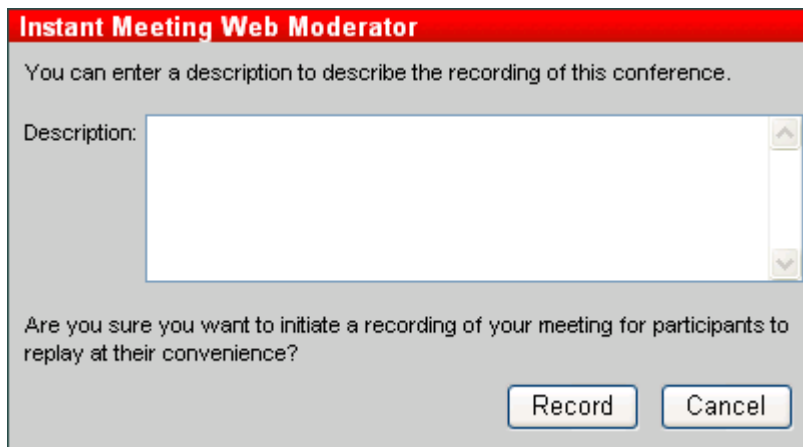 Instant Meeting Web Moderator
You can enter a description to describe the recording of this conference.
Description:
Are you sure you want to initiate a recording of your meeting for participants to
replay at their convenience?
Record Cancel